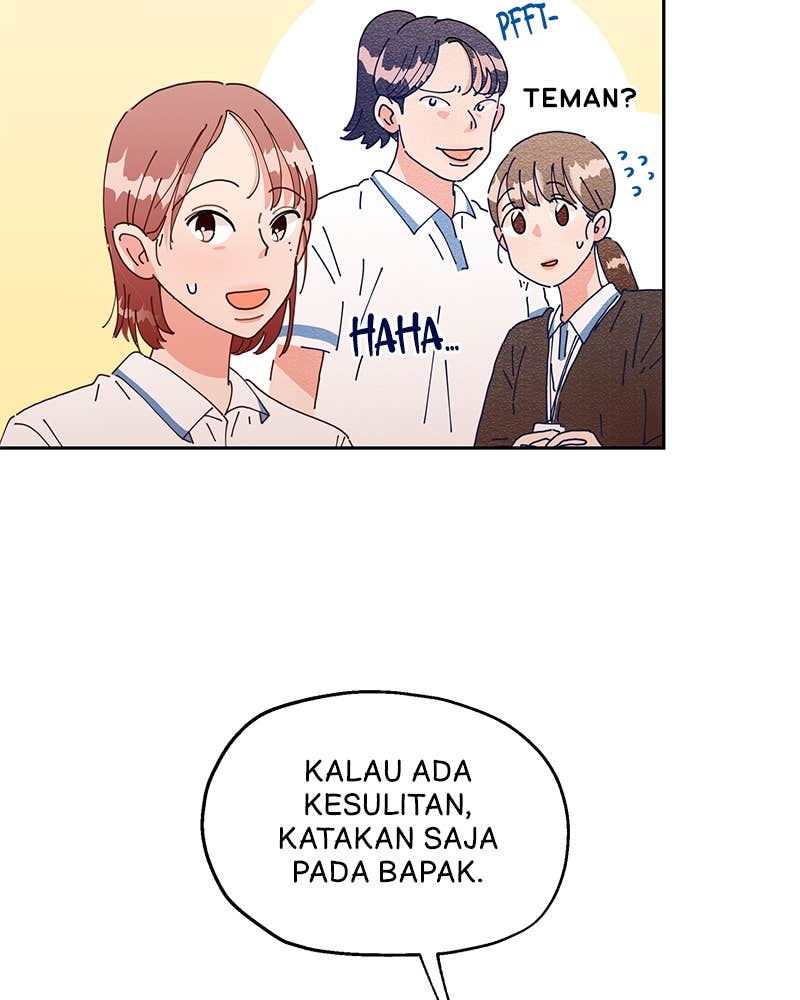 PFFT-
TEMAN?
HAHA...
KALAU ADA
KESULITAN,
KATAKAN SAJA
PADA BAPAK.